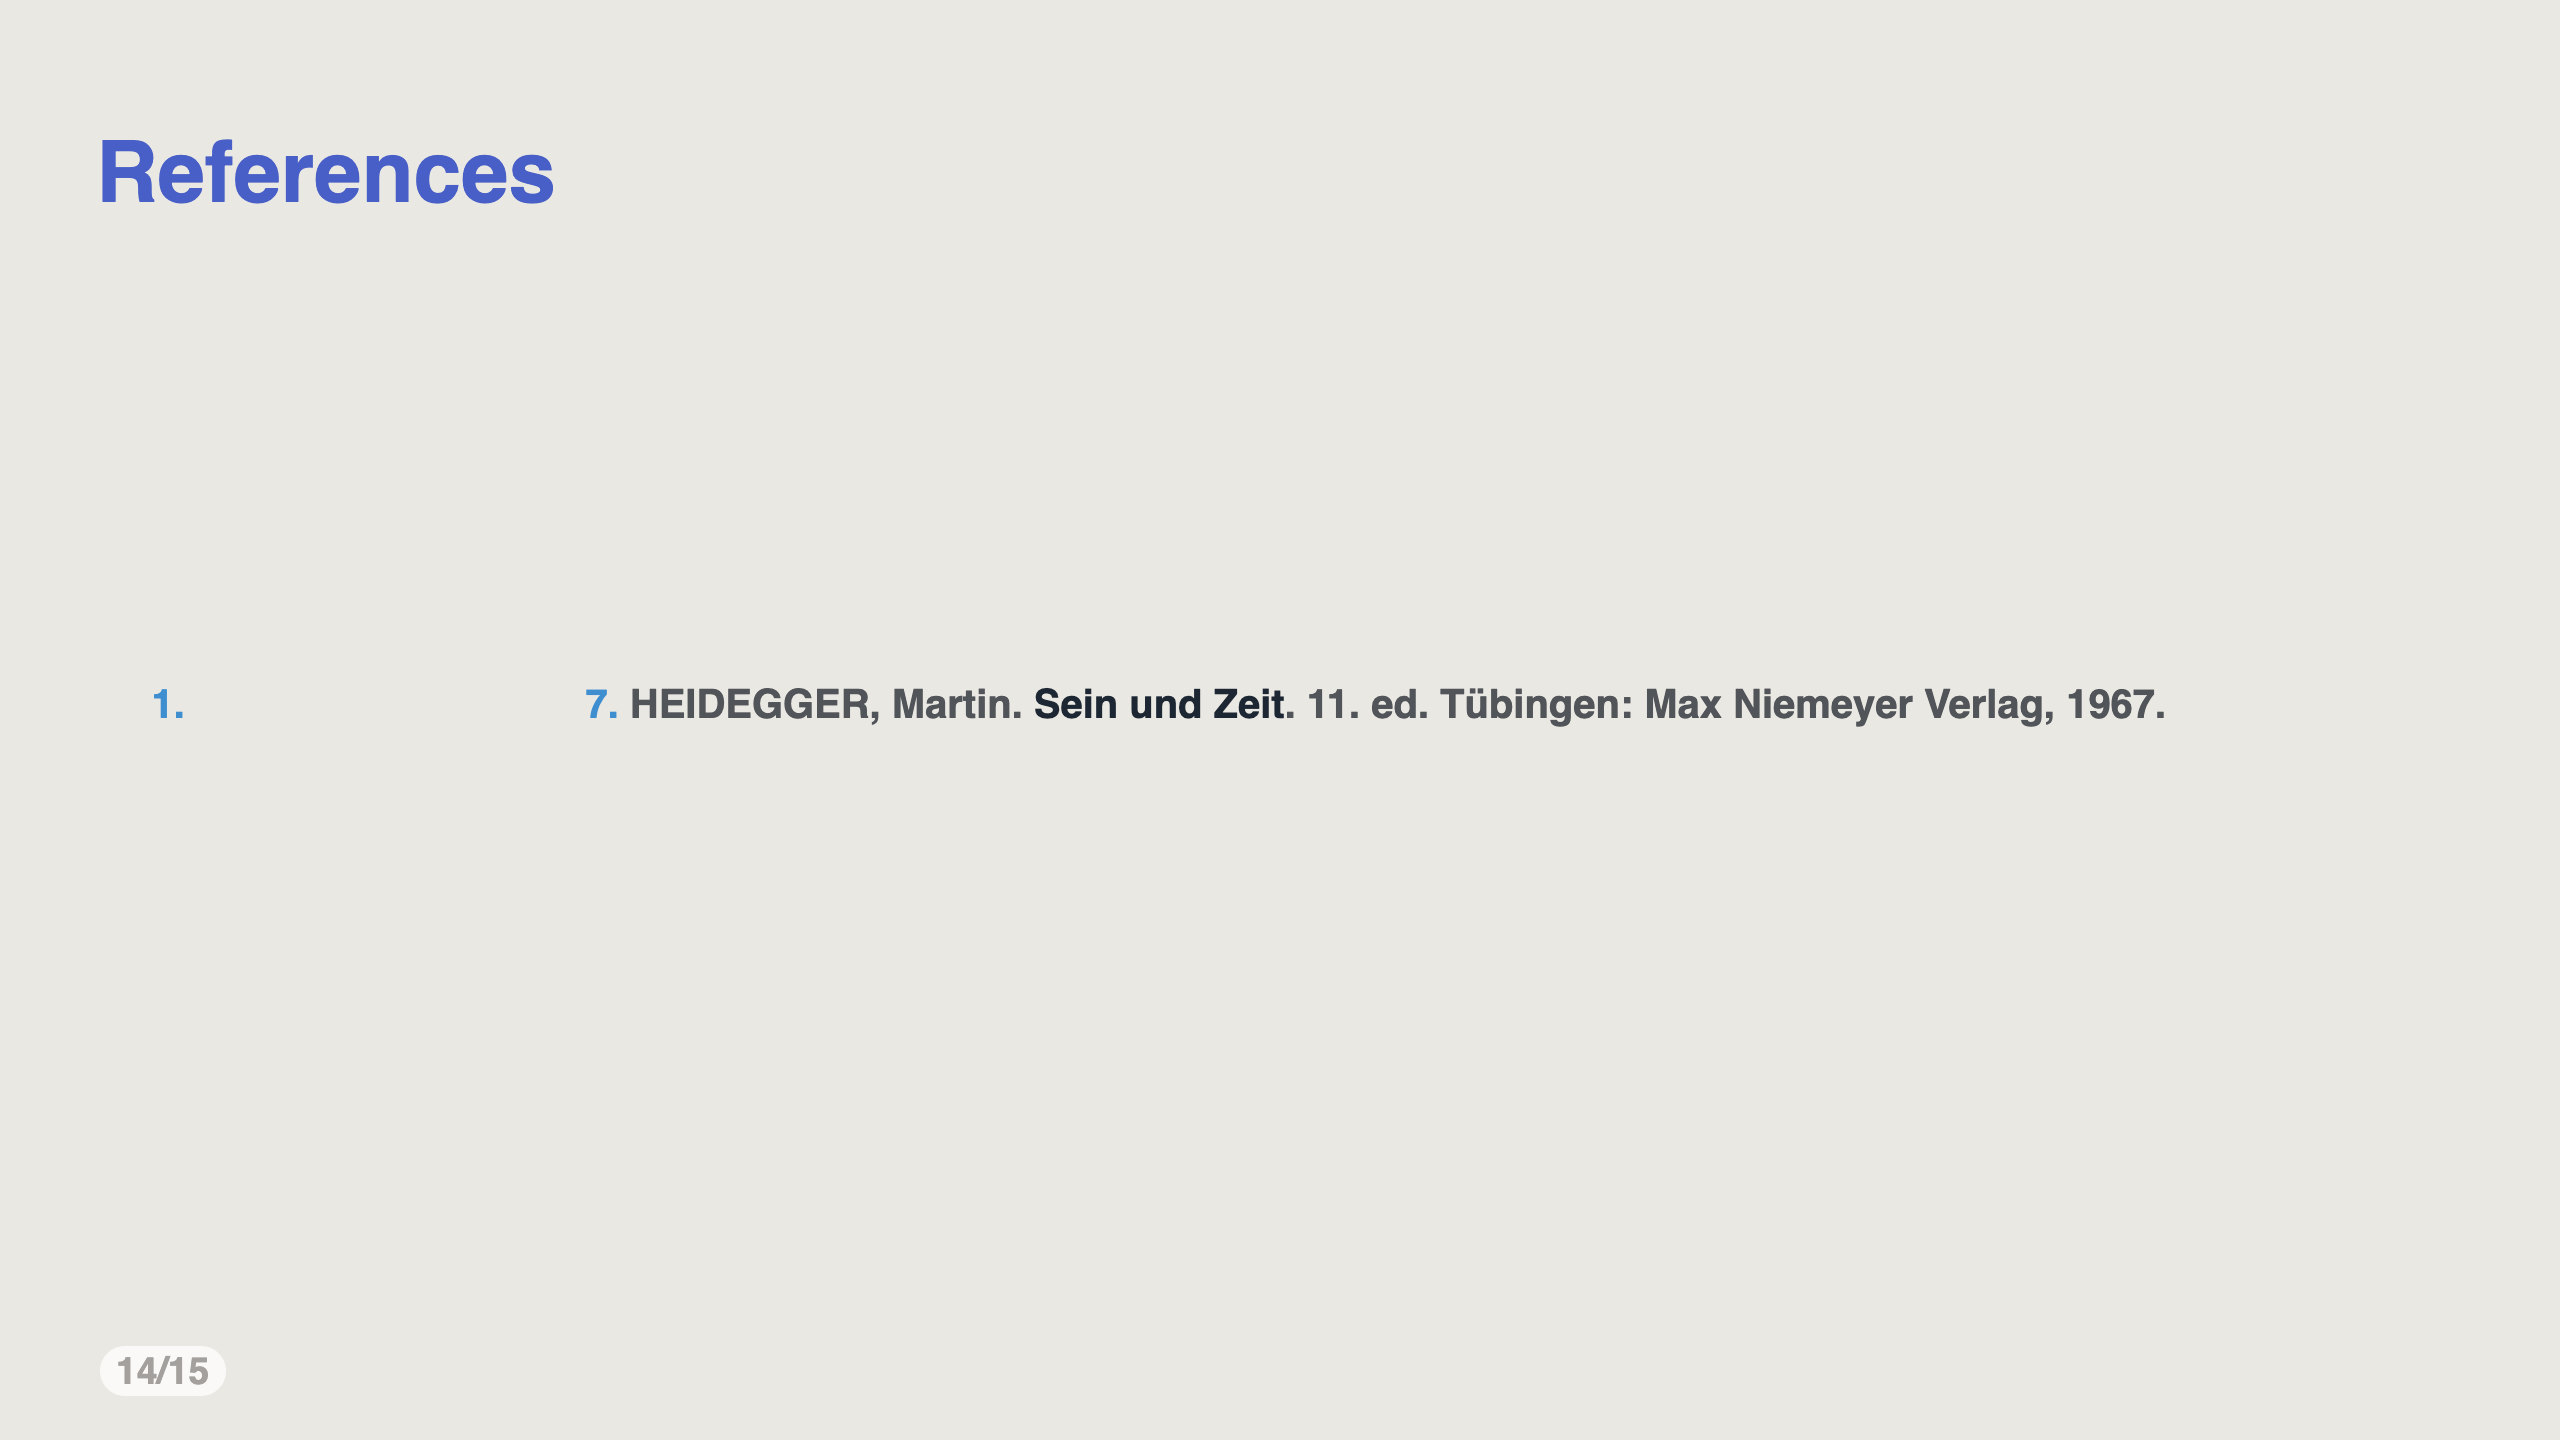 References
1. 7. HEIDEGGER, Martin. Sein und Zeit. 11. ed. Tübingen: Max Niemeyer Verlag, 1967.
14/15